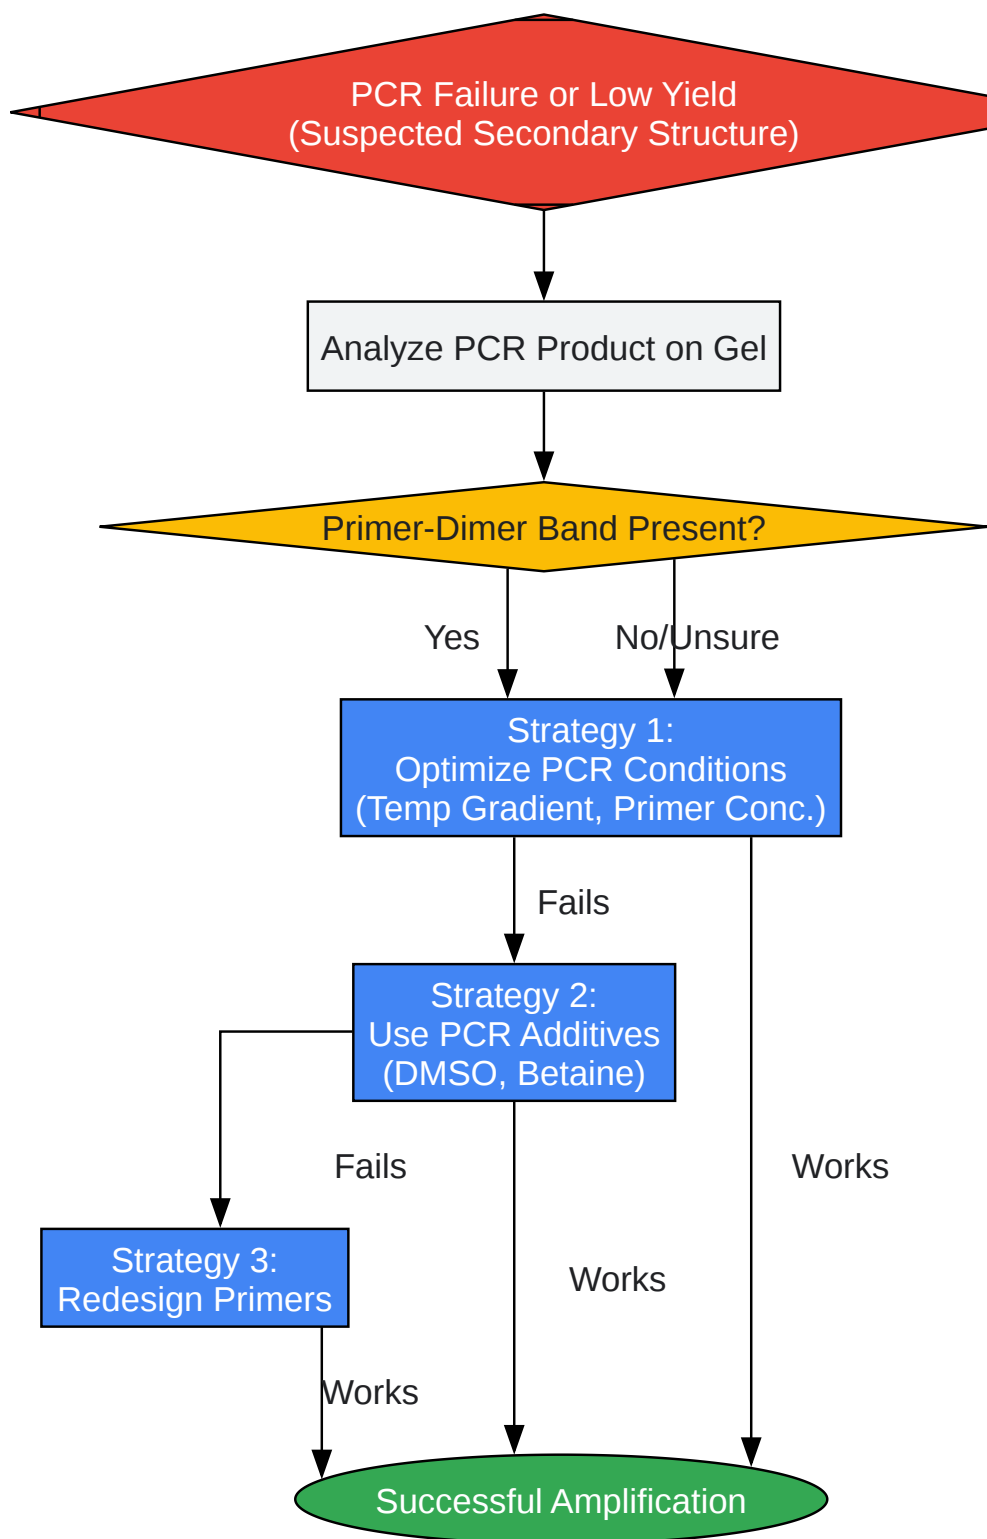 PCR Failure or Low Yield
(Suspected Secondary Structure)
Analyze PCR Product on Gel
Primer-Dimer Band Present?
Yes
No/Unsure
Strategy 1:
Optimize PCR Conditions
(Temp Gradient, Primer Conc.)
Fails
Strategy 2:
Use PCR Additives
(DMSO, Betaine)
Fails
Works
Strategy 3:
Redesign Primers
Works
Works
Successful Amplification